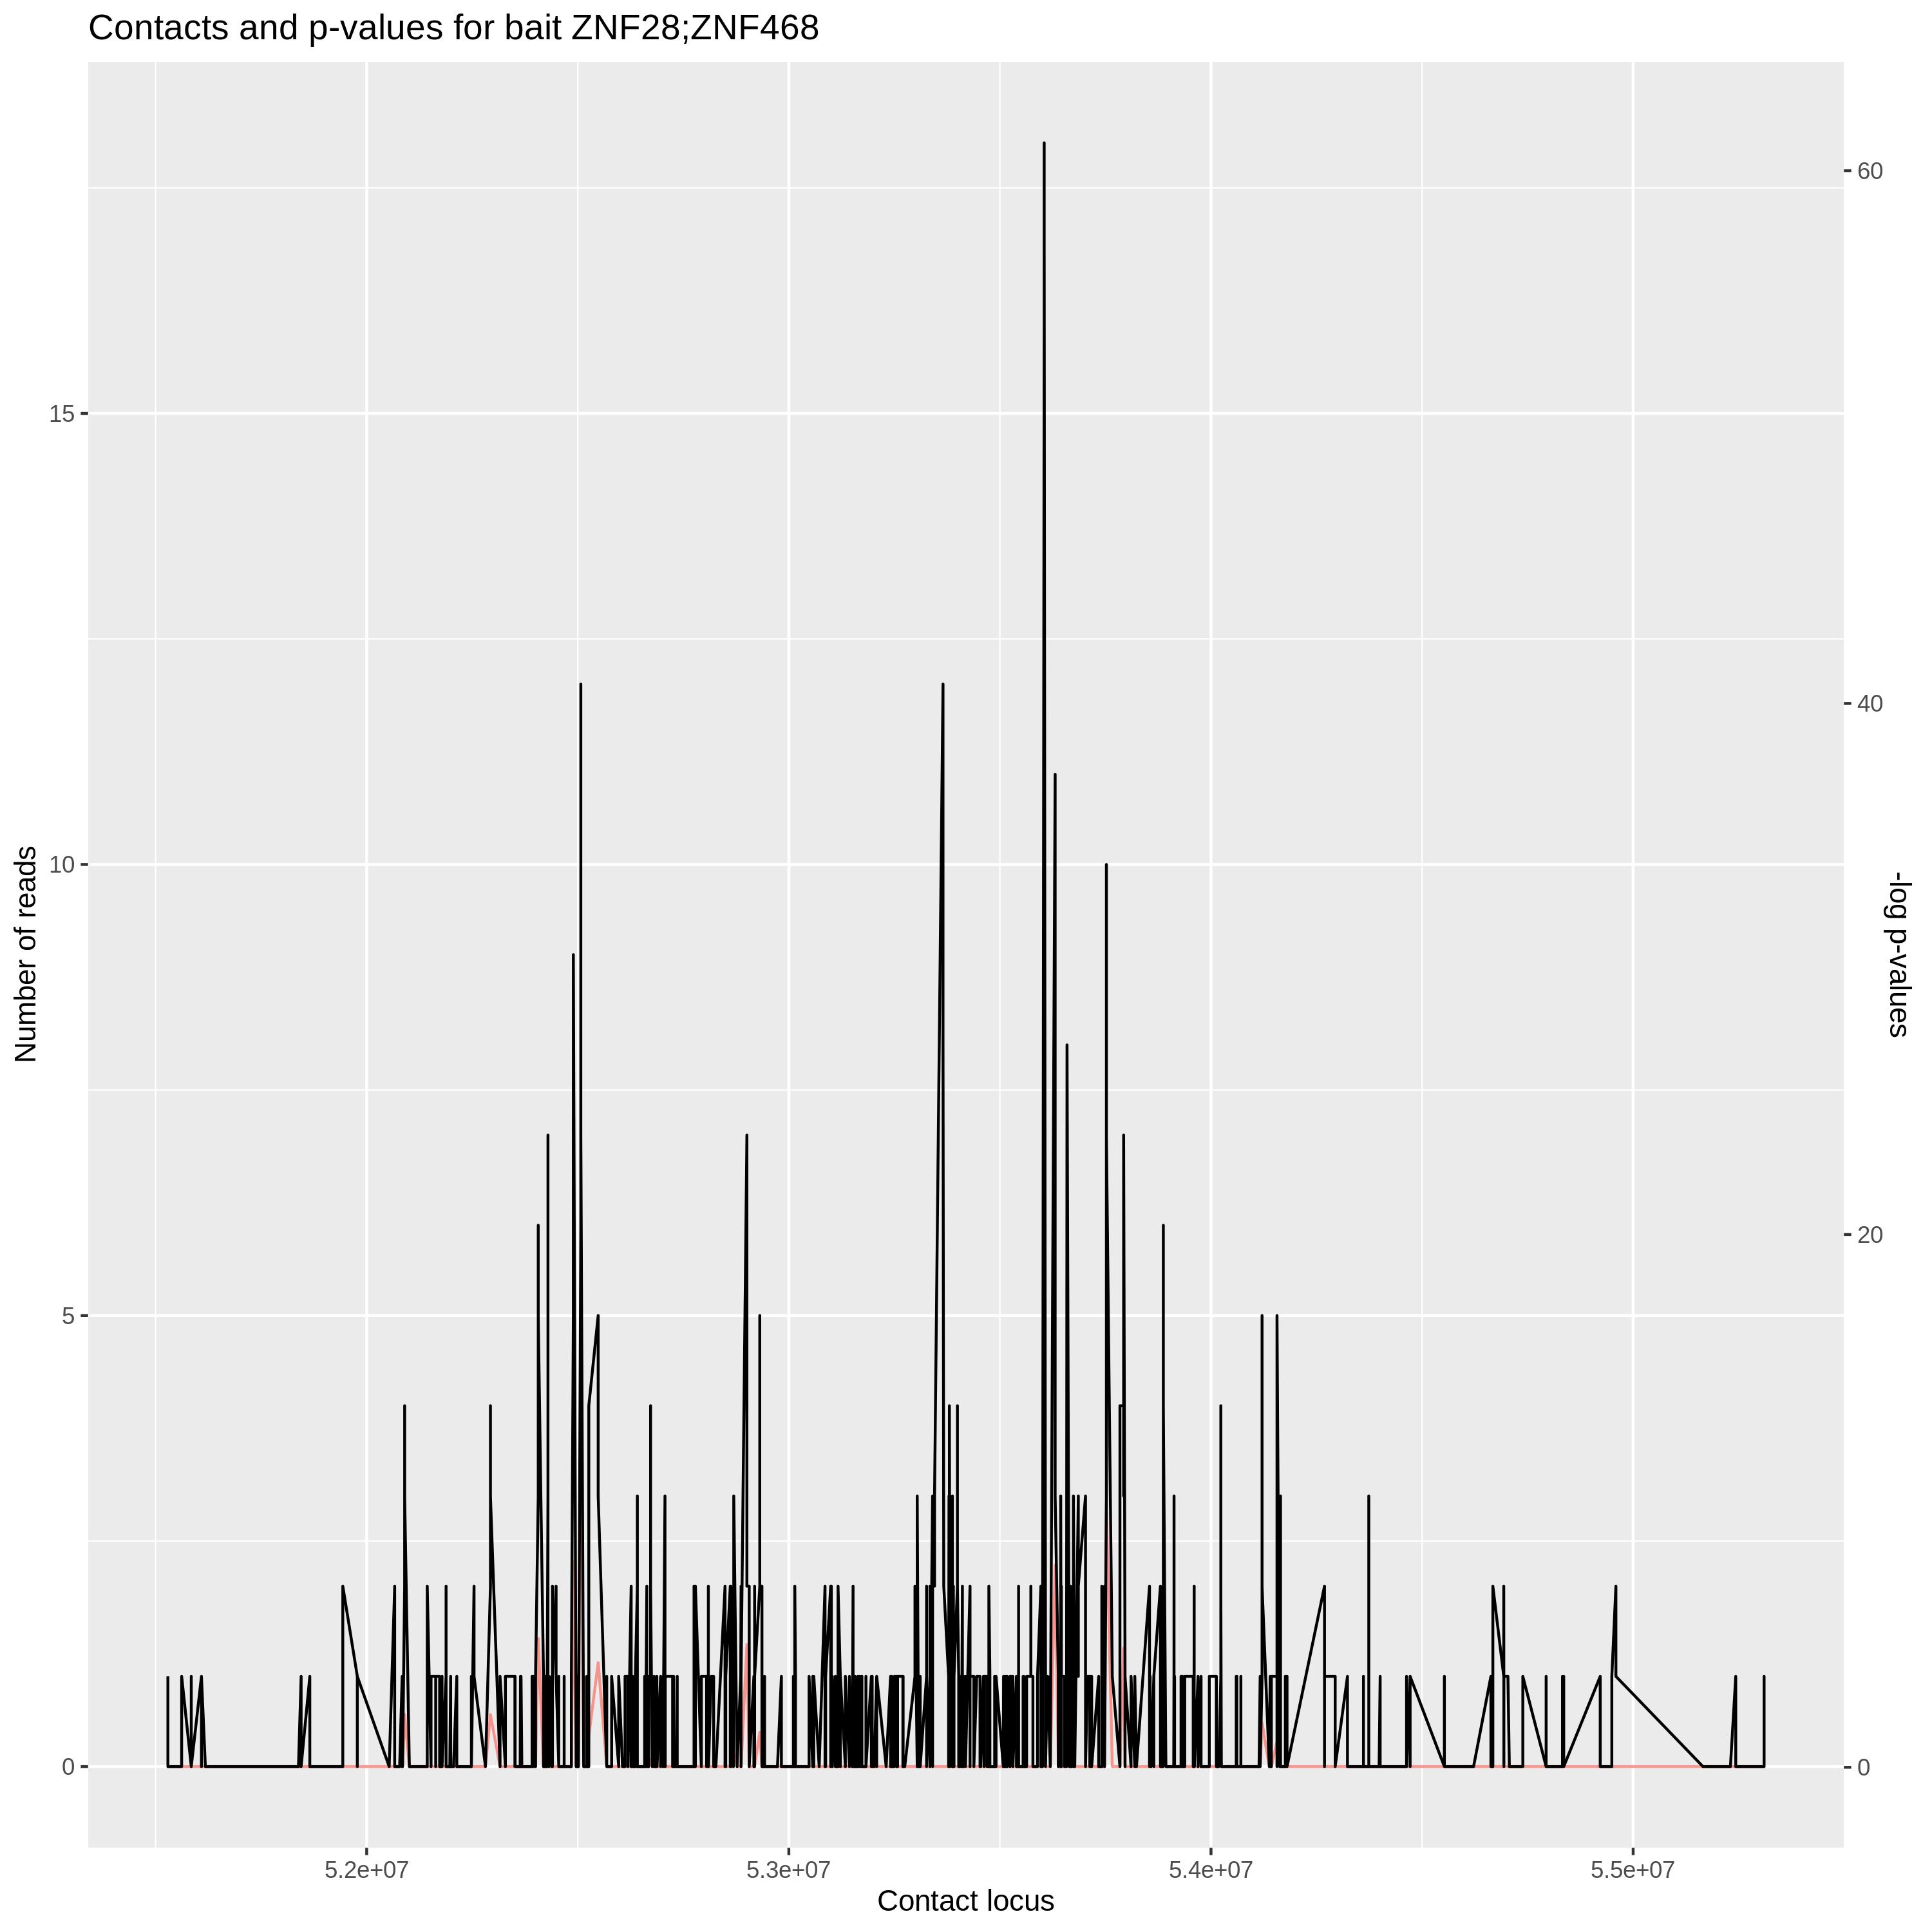 Contacts and p-values for bait ZNF28;ZNF468
Number of reads
15
10
5
0
60
40
20
0
-log p-values
5.2e+07 5.3e+07 5.4e+07 5.5e+07
Contact locus